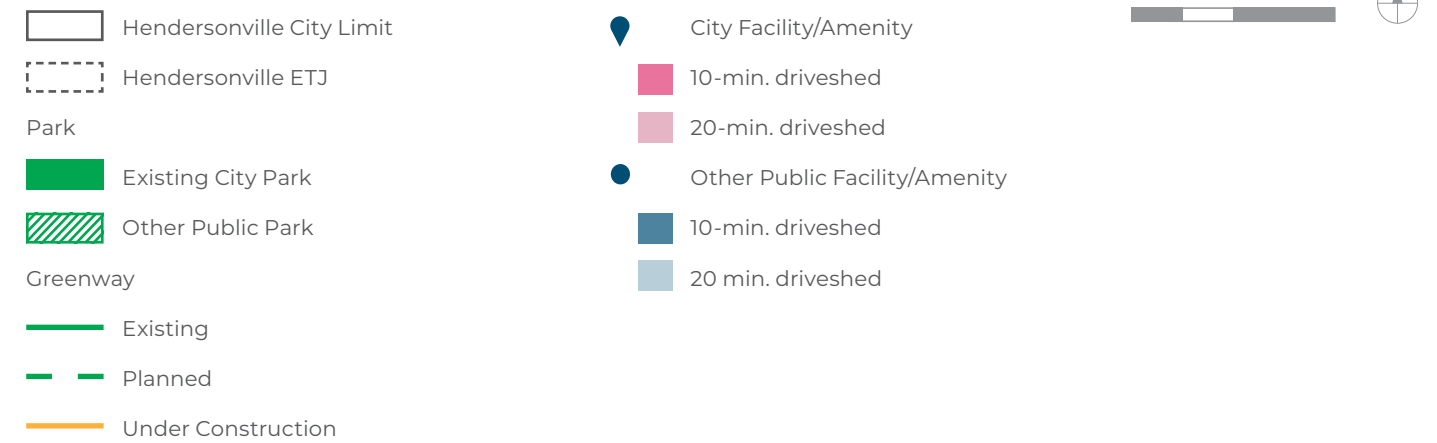 Hendersonville City Limit
Hendersonville ETJ
Park
Existing City Park
Other Public Park
Greenway
Existing
Planned
Under Construction
City Facility/Amenity
10-min. driveshed
20-min. driveshed
Other Public Facility/Amenity
10-min. driveshed
20 min. driveshed